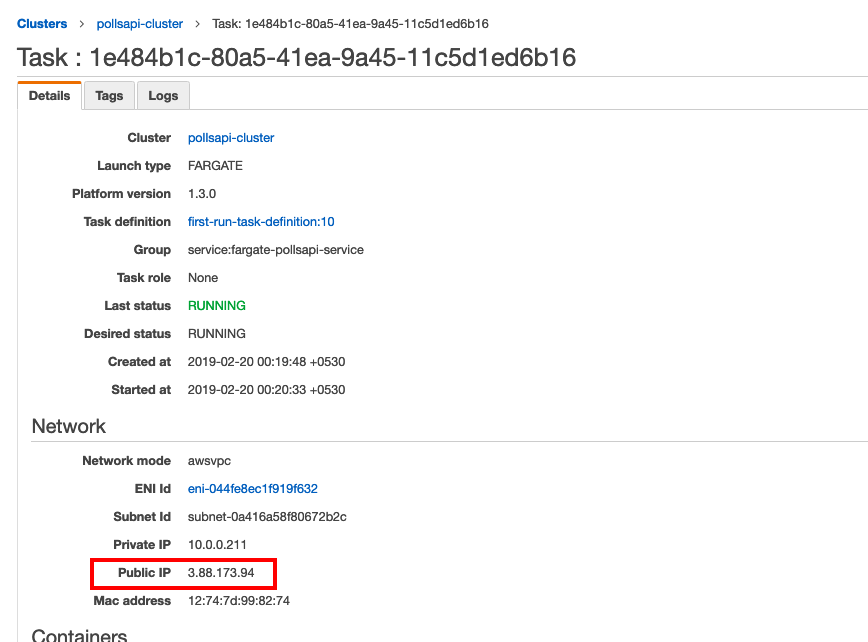 Clusters > pollsapi-cluster > Task: 1e484b1c-80a5-41ea-9a45-11c5d1ed6b16
Task : 1e484b1c-80a5-41ea-9a45-11c5d1ed6b16
Details Tags Logs
Cluster pollsapi-cluster
Launch type FARGATE
Platform version 1.3.0
Task definition first-run-task-definition:10
Group service:fargate-pollsapi-service
Task role None
Last status RUNNING
Desired status RUNNING
Created at 2019-02-20 00:19:48 +0530
Started at 2019-02-20 00:20:33 +0530
Network
Network mode awsvpc
ENI Id eni-044fe8ec1f919f632
Subnet Id subnet-0a416a58f80672b2c
Private IP 10.0.0.211
Public IP 3.88.173.94
Mac address 12:74:7d:99:82:74
Containers